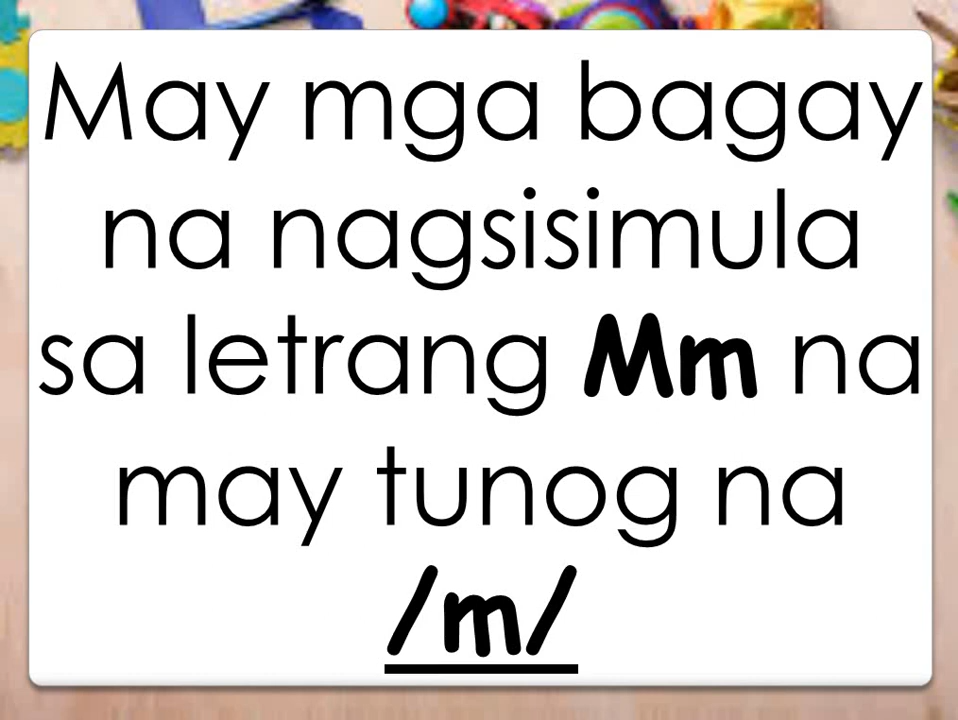 May mga bagay
na nagsisimula
sa letrang Mm na
may tunog na
/m/